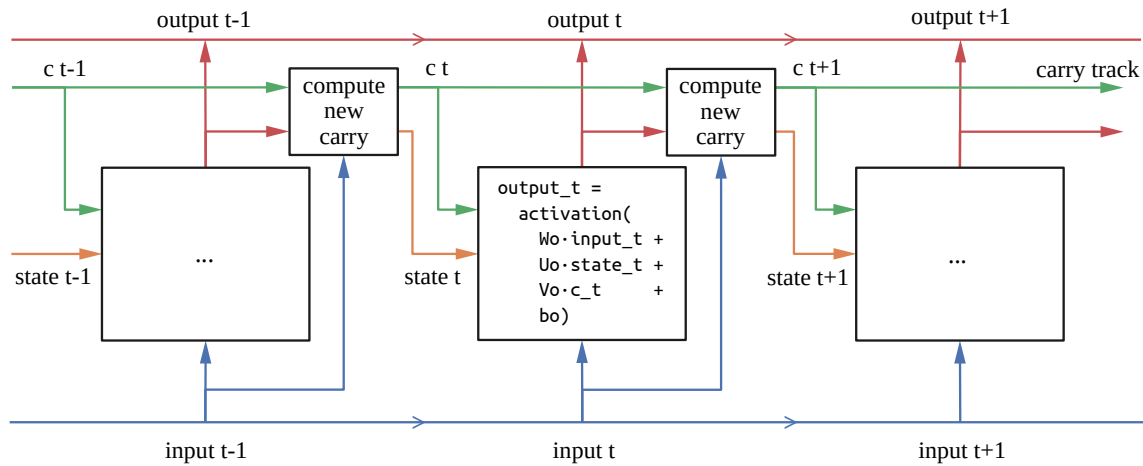 output t-1
output t
output t+1
c t-1
compute
new
carry
c t
compute
new
carry
c t+1
carry track
...
output_t =
activation(
Wo·input_t +
Uo·state_t +
Vo·c_t +
bo)
...
state t-1
state t
state t+1
input t-1
input t
input t+1